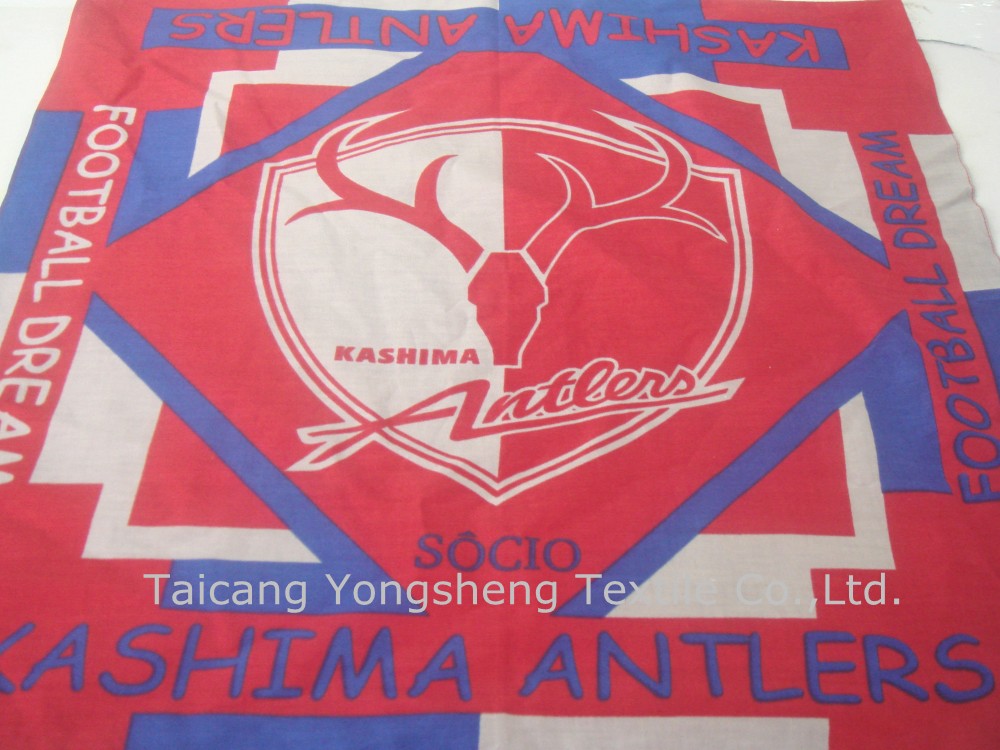 KASHIMA ANTLERS
FOOTBALL DREAM
FOOTBALL DREAM
KASHIMA
Antlers
SÔCIO
Taicang Yongsheng Textile Co.,Ltd.
KASHIMA ANTLERS